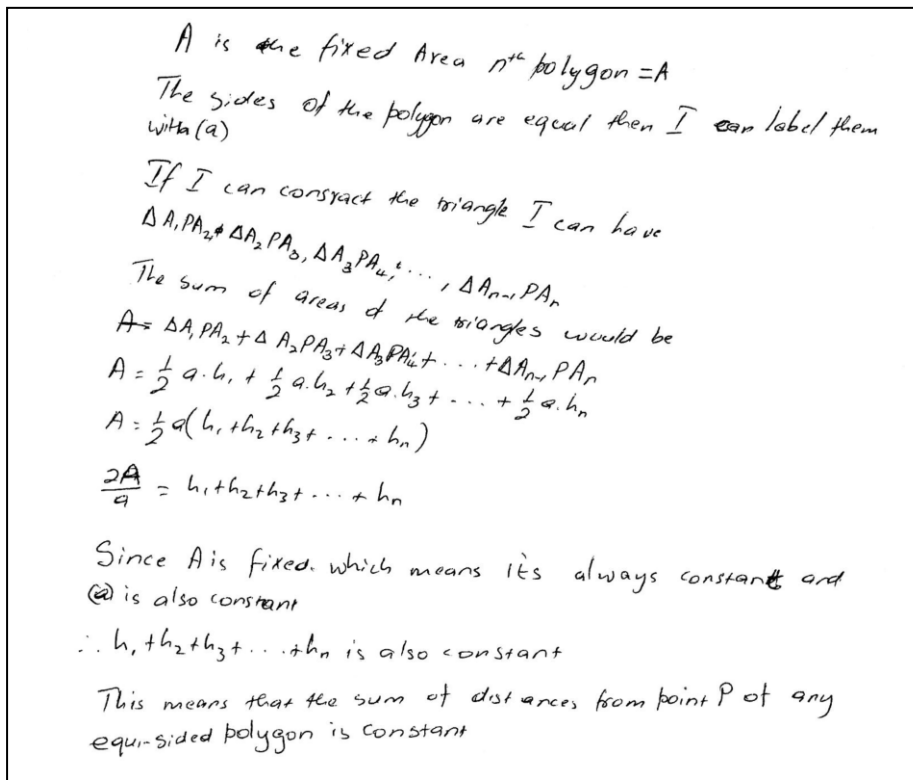 A is the fixed Area nᵗʰ polygon = A
The sides of the polygon are equal then I can label them
with (a)
If I can consract the triangle I can have
ΔA₁PA₂, ΔA₂PA₃, ΔA₃PA₄, ..., ΔAₙ₋₁PAₙ
The sum of areas of the triangles would be
A = ΔA₁PA₂ + ΔA₂PA₃ + ΔA₃PA₄ + ... + ΔAₙ₋₁PAₙ
A = ½ a.h₁ + ½ a.h₂ + ½ a.h₃ + ... + ½ a.hₙ
A = ½ a(h₁ + h₂ + h₃ + ... + hₙ)
2A/a = h₁ + h₂ + h₃ + ... + hₙ
Since A is fixed. which means its always constant and
(a) is also constant
∴ h₁ + h₂ + h₃ + ... + hₙ is also constant
This means that the sum of distances from point P of any
equi-sided polygon is constant